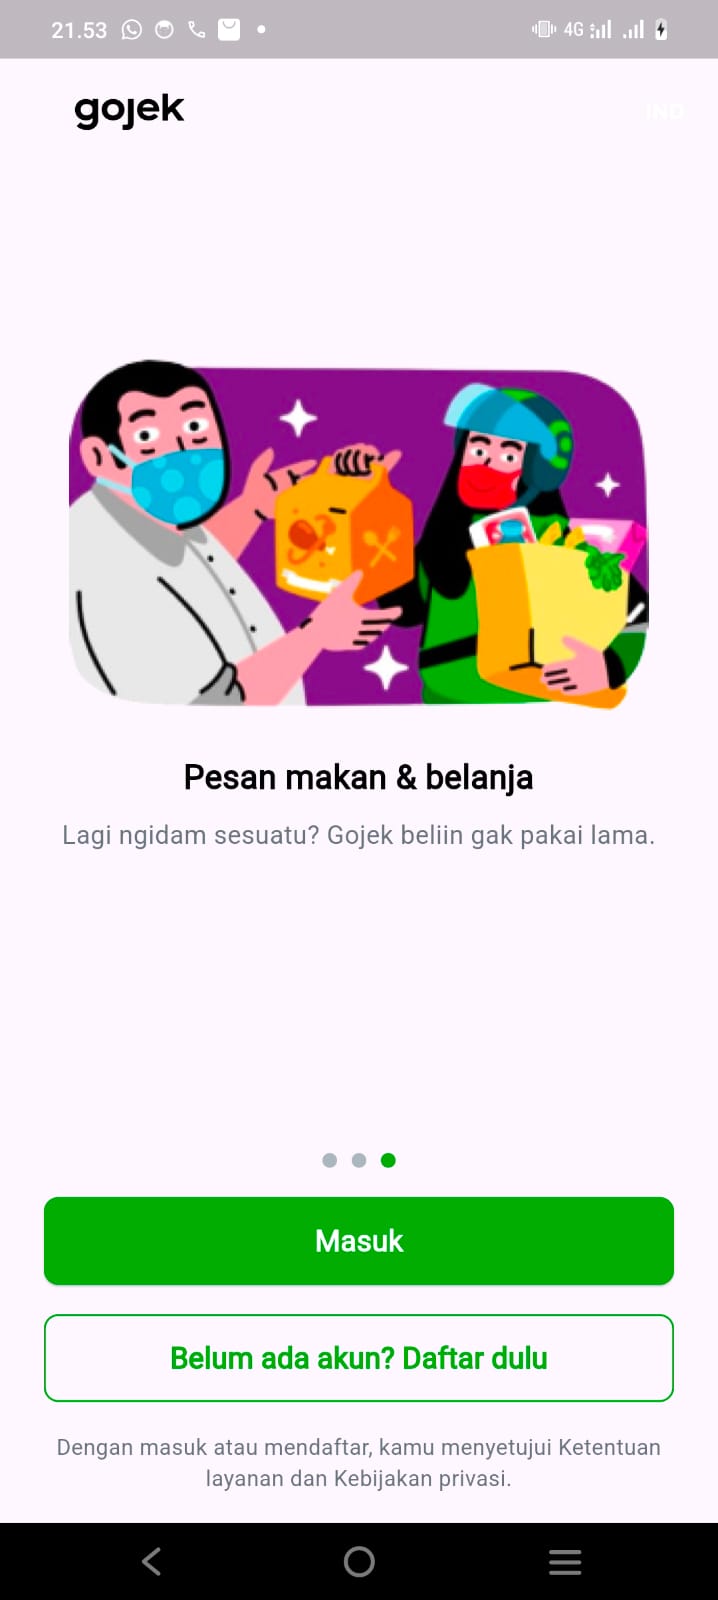 21.53
4G
gojek
IND
Pesan makan & belanja
Lagi ngidam sesuatu? Gojek beliin gak pakai lama.
Masuk
Belum ada akun? Daftar dulu
Dengan masuk atau mendaftar, kamu menyetujui Ketentuan
layanan dan Kebijakan privasi.